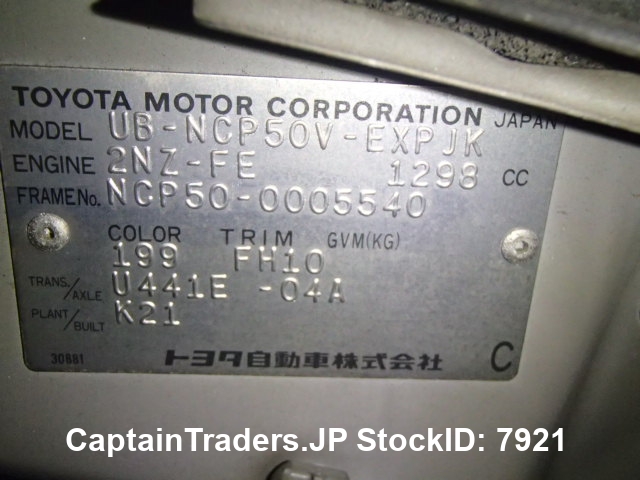 TOYOTA MOTOR CORPORATION JAPAN
MODEL UB-NCP50V-EXPJK
ENGINE 2NZ-FE 1298 CC
FRAME No. NCP50-0005540
COLOR TRIM GVM(KG)
199 FH10
TRANS./AXLE U441E -04A
PLANT/BUILT K21
30881 トヨタ自動車株式会社 C
CaptainTraders.JP StockID: 7921